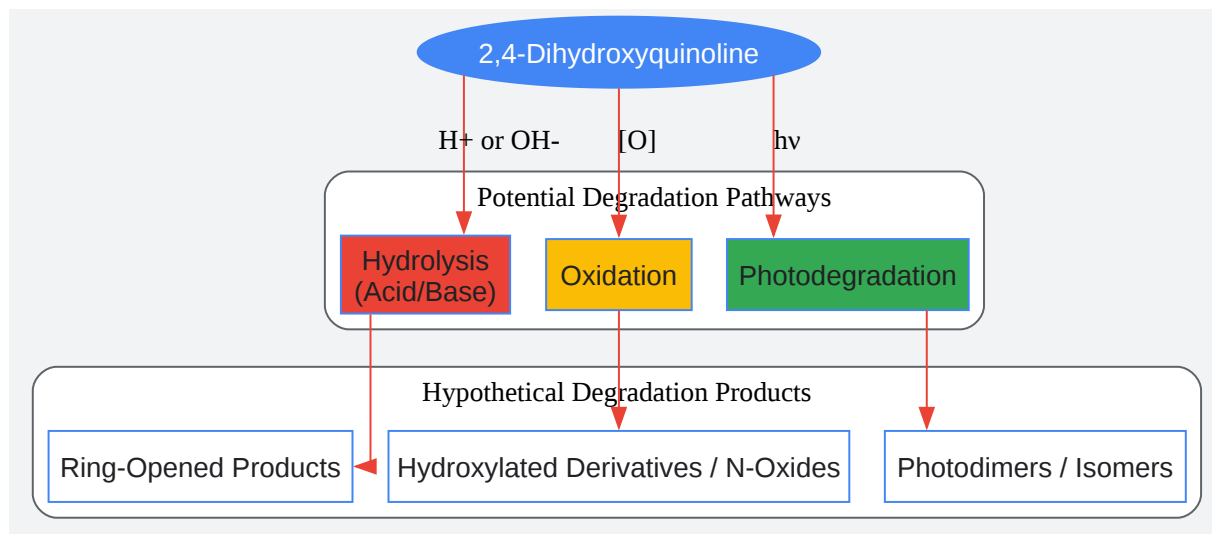 2,4-Dihydroxyquinoline
H+ or OH-
[O]
hν
Potential Degradation Pathways
Hydrolysis
(Acid/Base)
Oxidation
Photodegradation
Hypothetical Degradation Products
Ring-Opened Products
Hydroxylated Derivatives / N-Oxides
Photodimers / Isomers